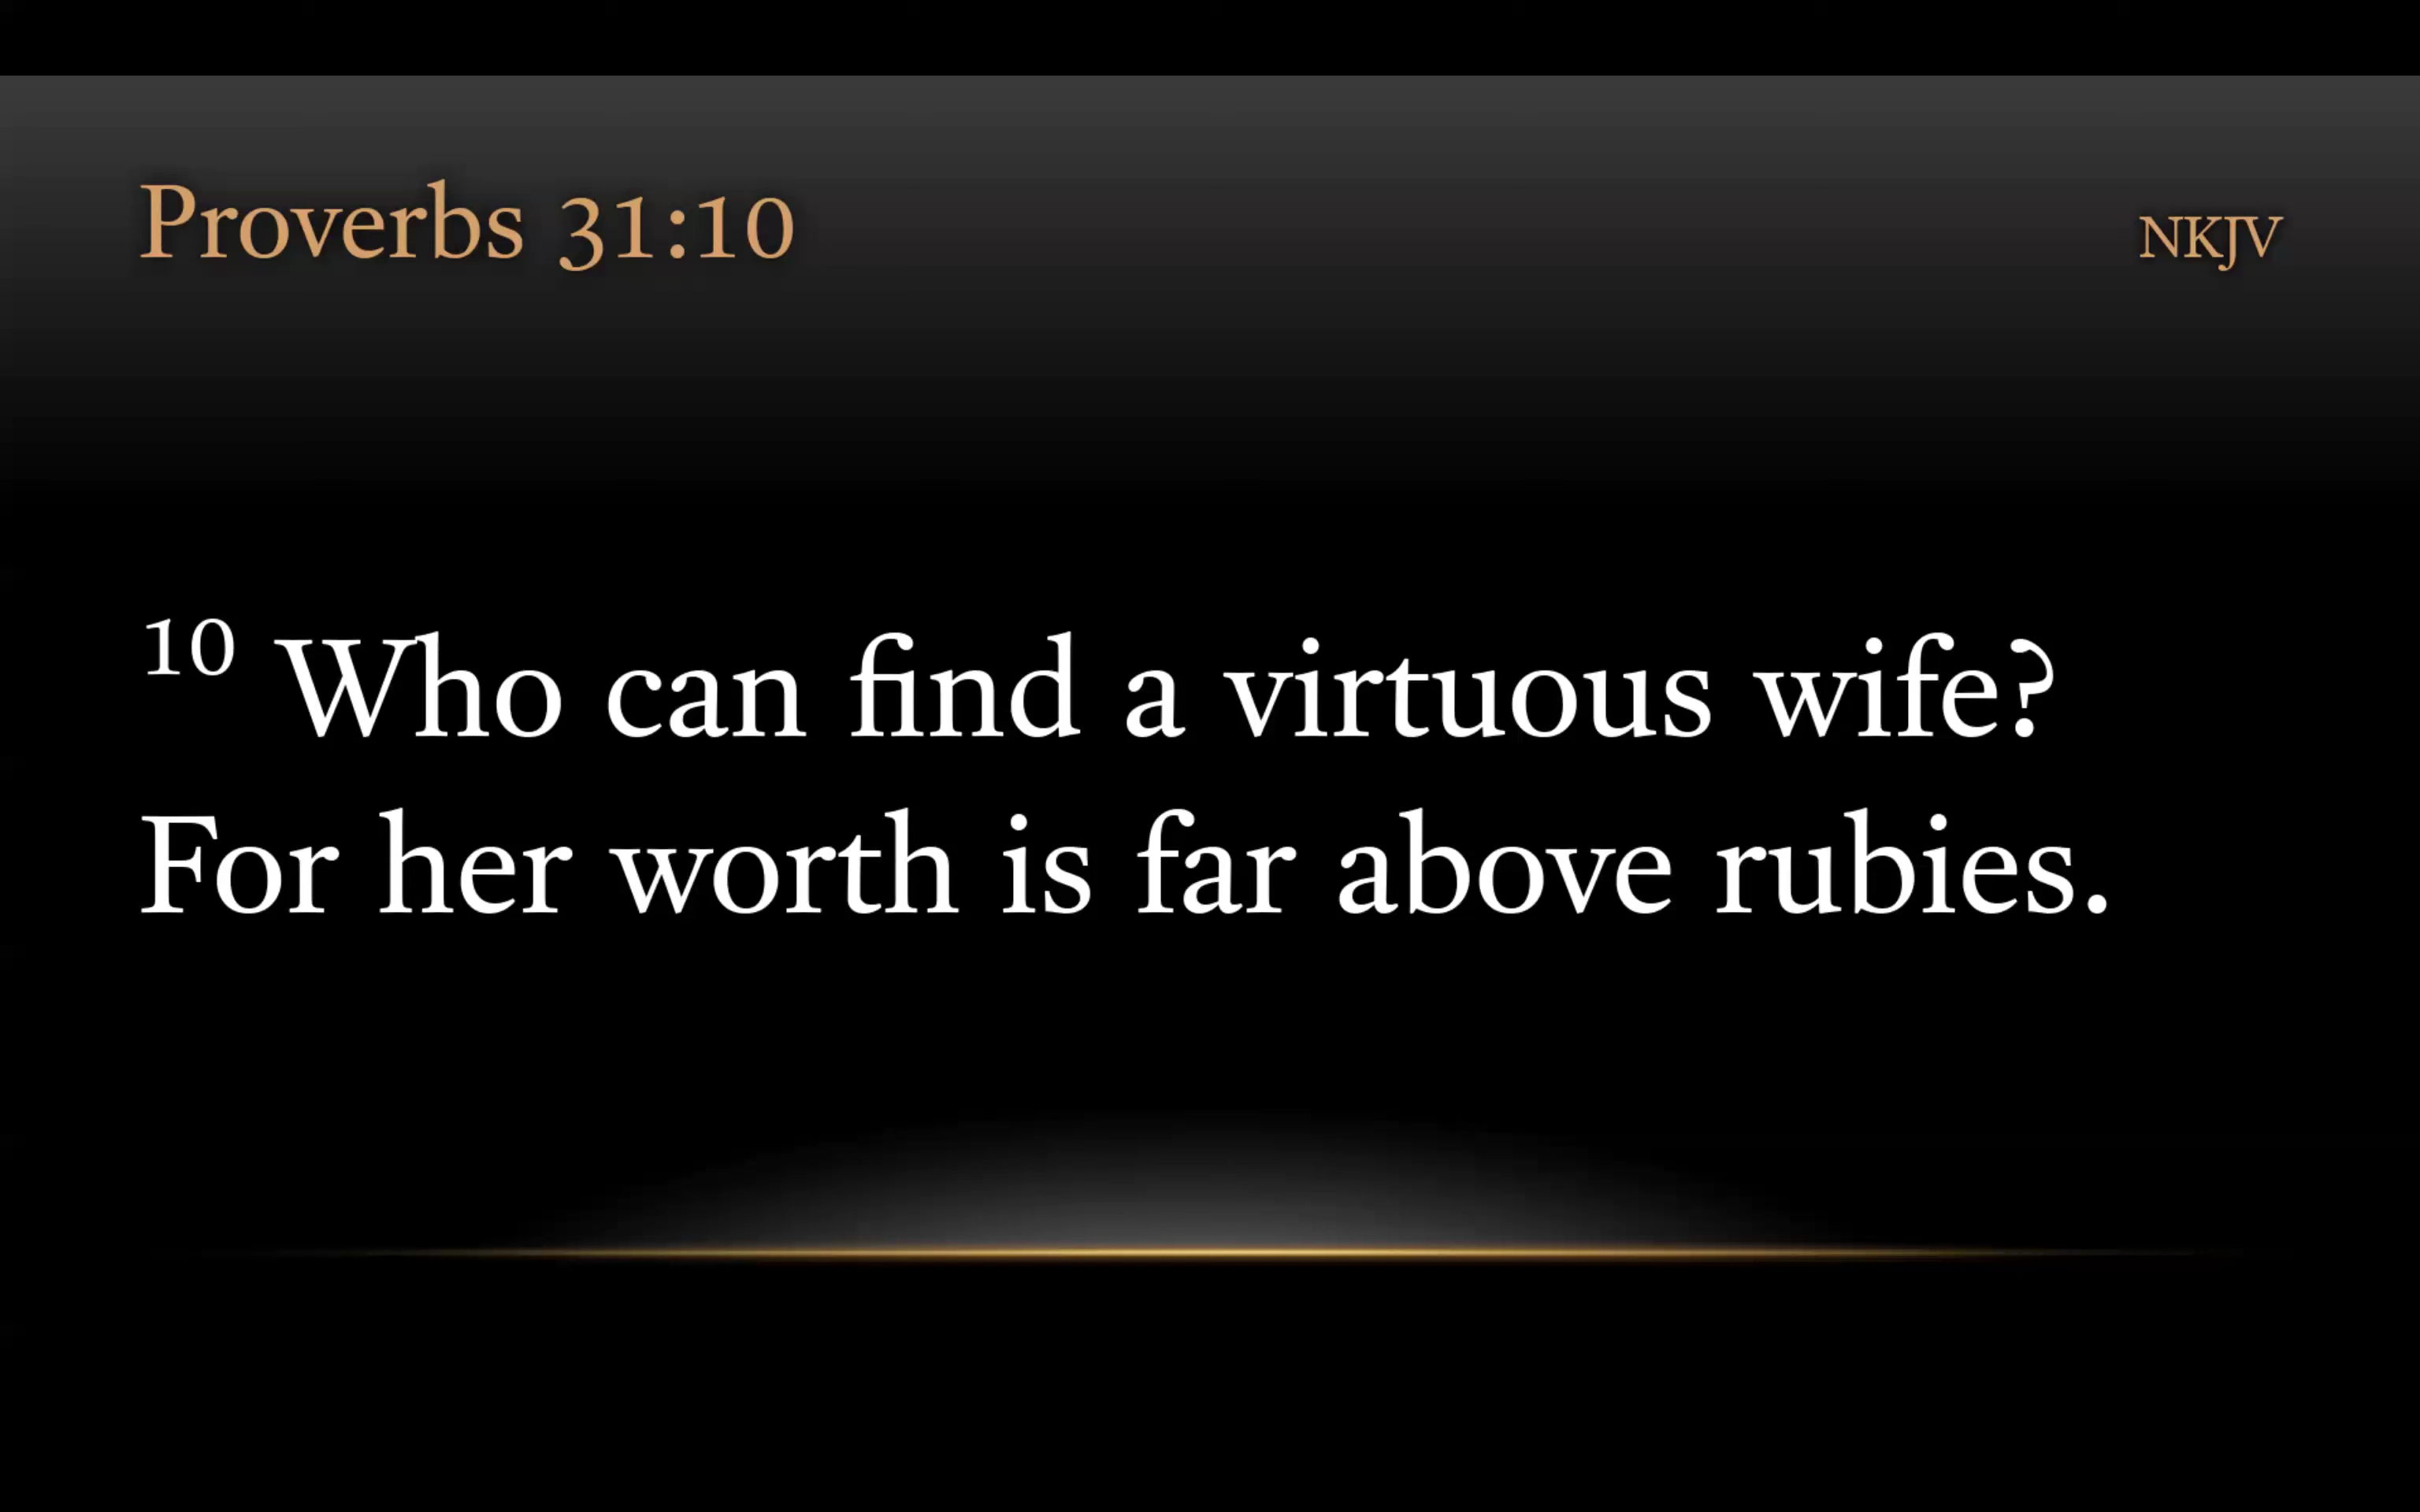 Proverbs 31:10 NKJV
10 Who can find a virtuous wife?
For her worth is far above rubies.